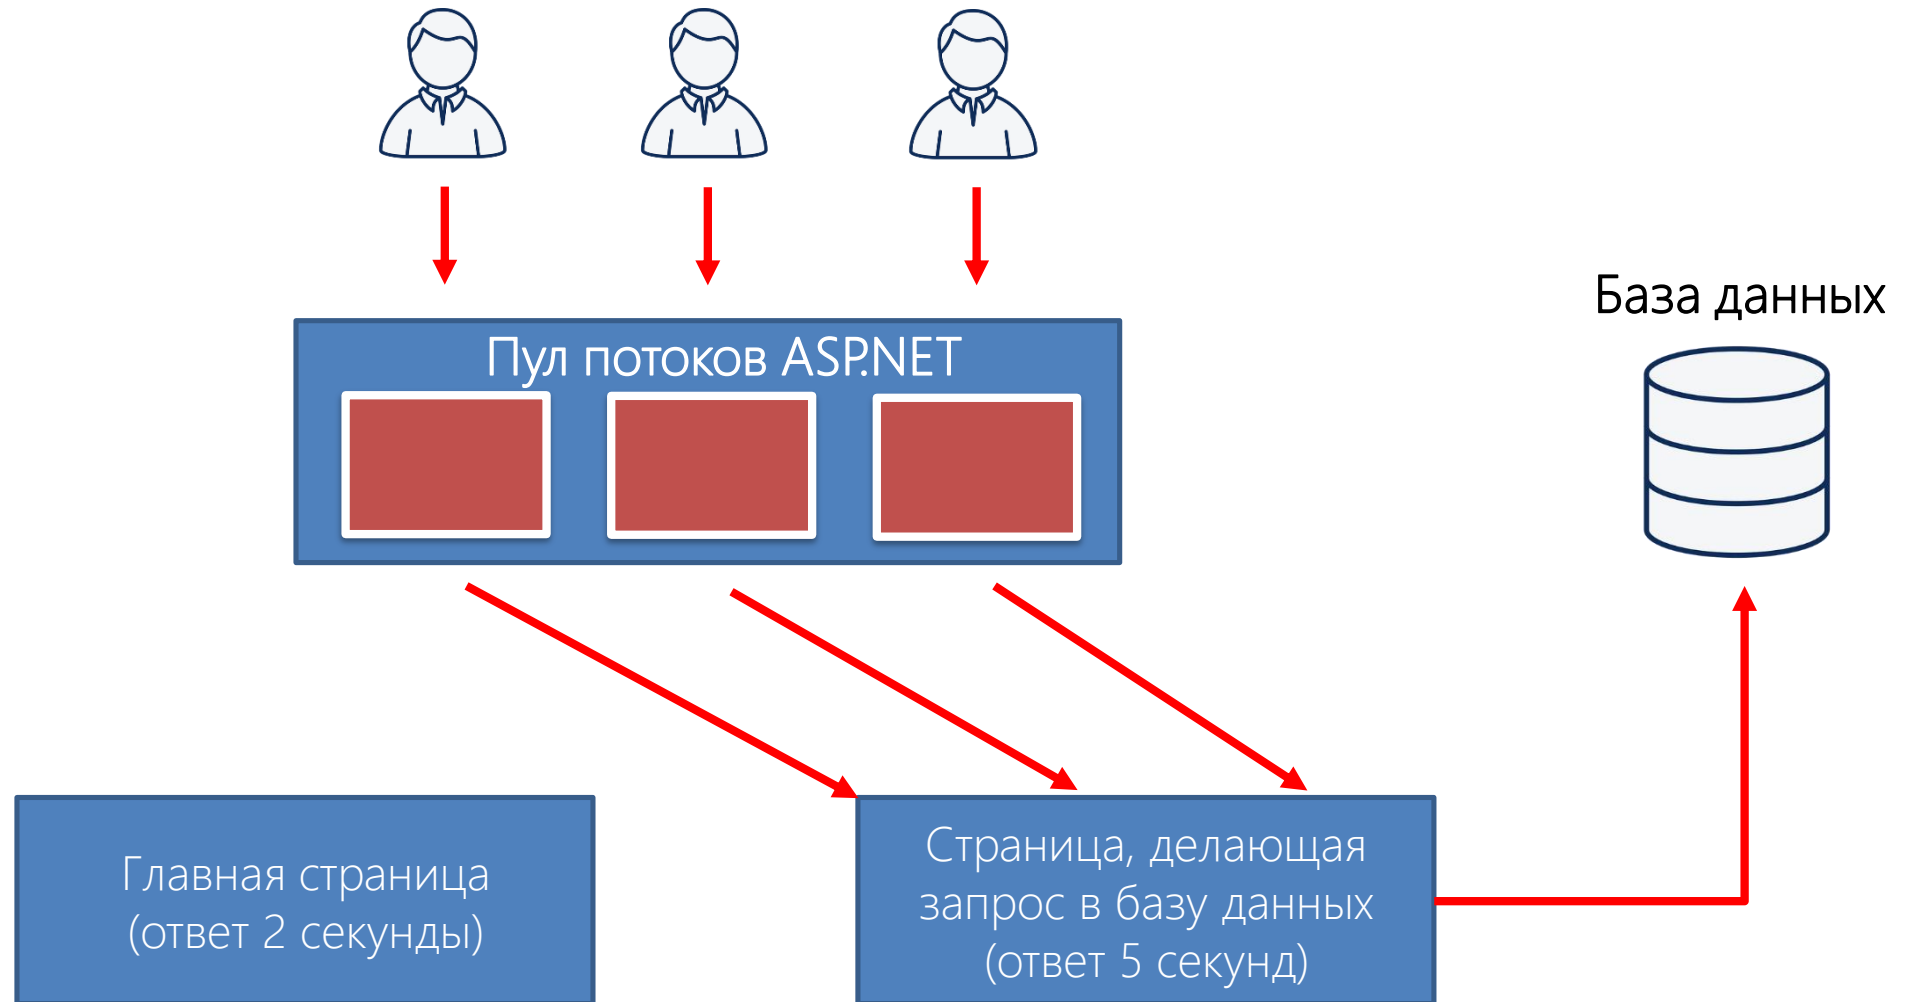 База данных
Пул потоков ASP.NET
Главная страница
(ответ 2 секунды)
Страница, делающая
запрос в базу данных
(ответ 5 секунд)